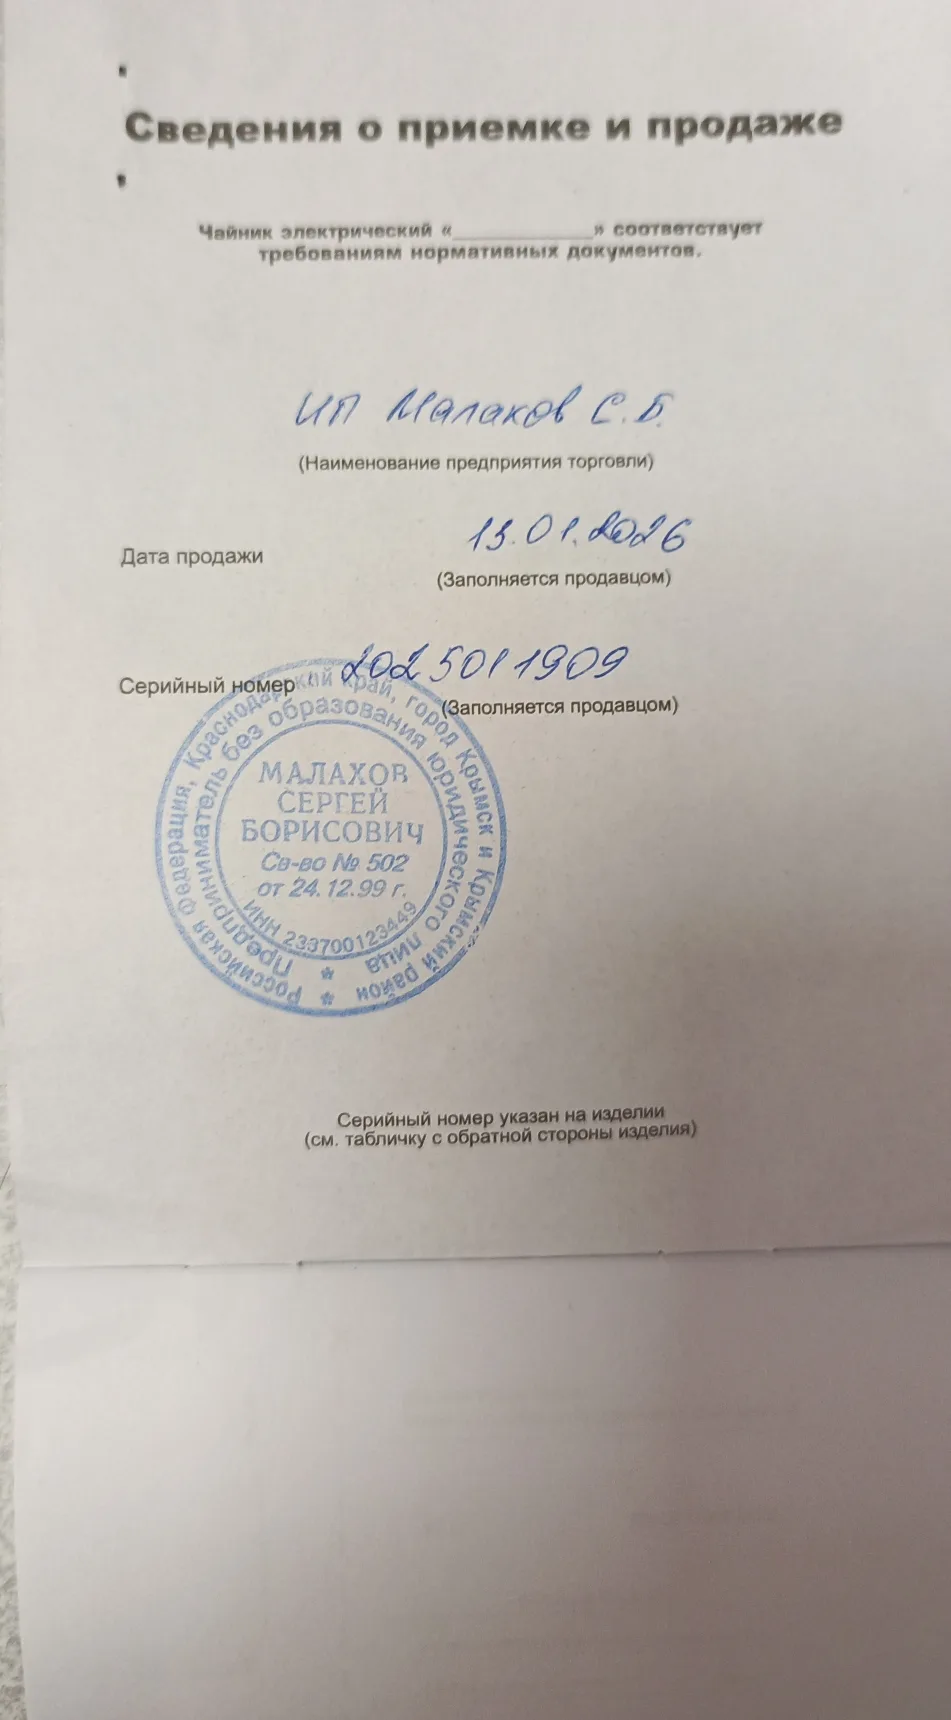 Сведения о приемке и продаже
Чайник электрический «____________» соответствует
требованиям нормативных документов.
ИП Малахов С.Б.
(Наименование предприятия торговли)
Дата продажи 13.01.2026
(Заполняется продавцом)
Серийный номер 2025011909
(Заполняется продавцом)
Российская Федерация, Краснодарский край, город Крымск и Крымский район
Предприниматель без образования юридического лица
МАЛАХОВ
СЕРГЕЙ
БОРИСОВИЧ
Св-во № 502
от 24.12.99 г.
ИНН 233700123449
Серийный номер указан на изделии
(см. табличку с обратной стороны изделия)